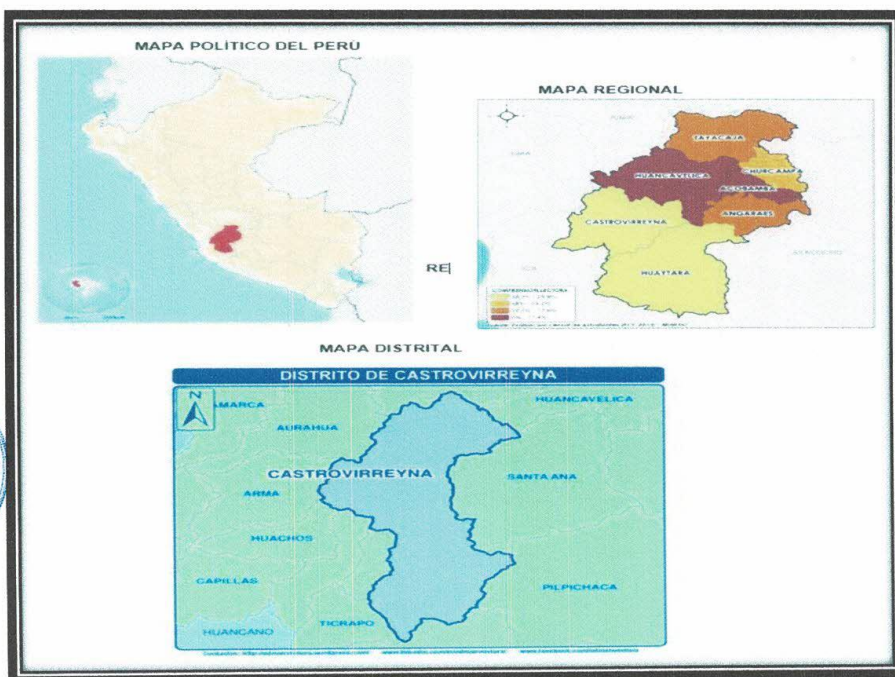 MAPA POLÍTICO DEL PERÚ
MAPA REGIONAL
TAYACAJA
HUANCAVELICA
CHURCAMPA
ACOBAMBA
ANGARAES
CASTROVIRREYNA
HUAYTARA
RE
MAPA DISTRITAL
DISTRITO DE CASTROVIRREYNA
N
AMARCA
HUANCAVELICA
AURAHUA
CASTROVIRREYNA
SANTA ANA
ARMA
HUACHOS
CAPILLAS
PILPICHACA
TICRAPO
HUANCANO